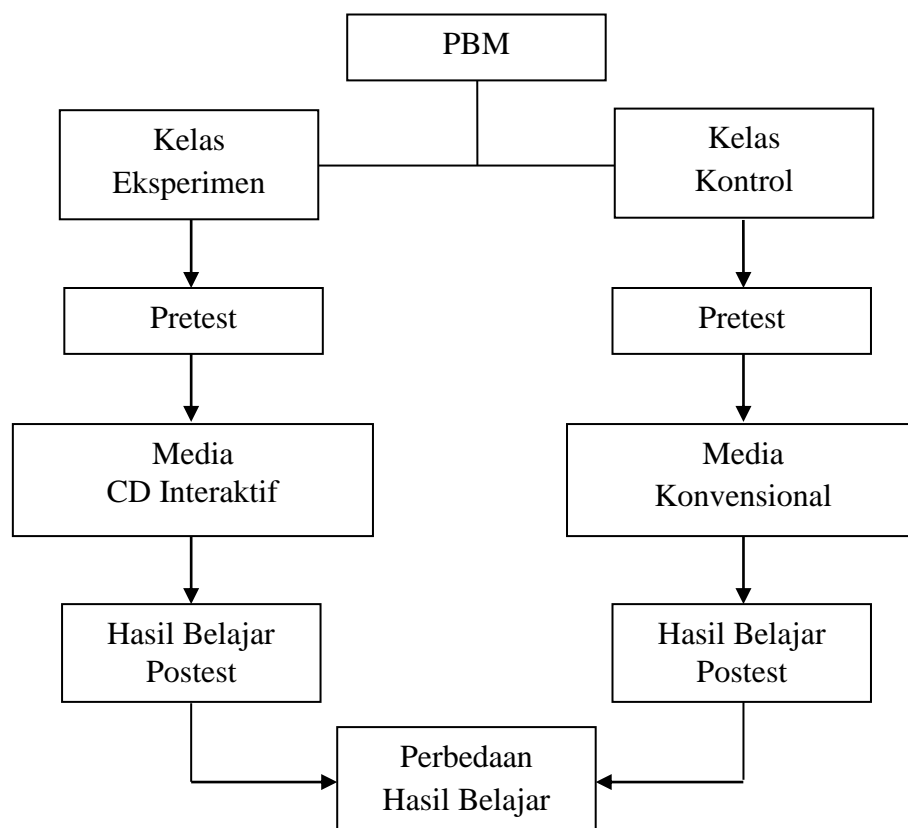 PBM
Kelas
Eksperimen
Kelas
Kontrol
Pretest
Pretest
Media
CD Interaktif
Media
Konvensional
Hasil Belajar
Postest
Hasil Belajar
Postest
Perbedaan
Hasil Belajar